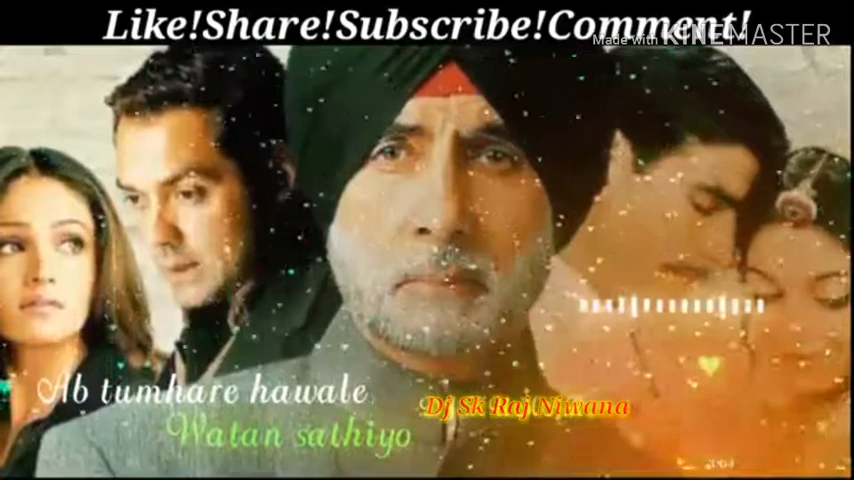 Like!Share!Subscribe!Comment!
Made with KINEMASTER
Ab tumhare hawale
Watan sathiyo
Dj Sk Raj Niwana